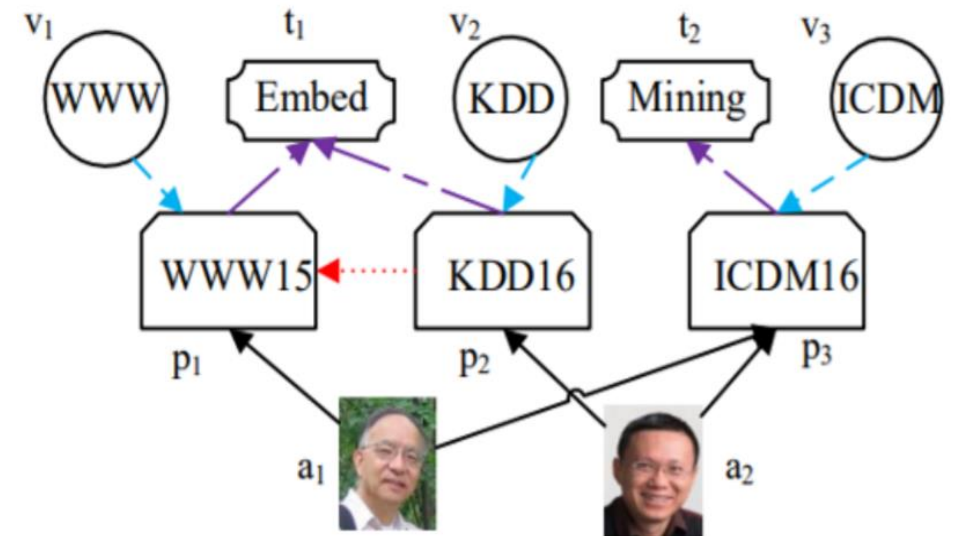 v1 t1 v2 t2 v3
WWW Embed KDD Mining ICDM
WWW15 KDD16 ICDM16
p1 p2 p3
a1 a2